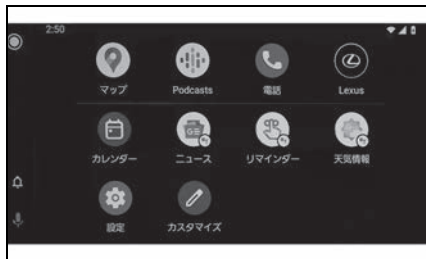 2:50
マップ
Podcasts
電話
Lexus
カレンダー
ニュース
リマインダー
天気情報
設定
カスタマイズ